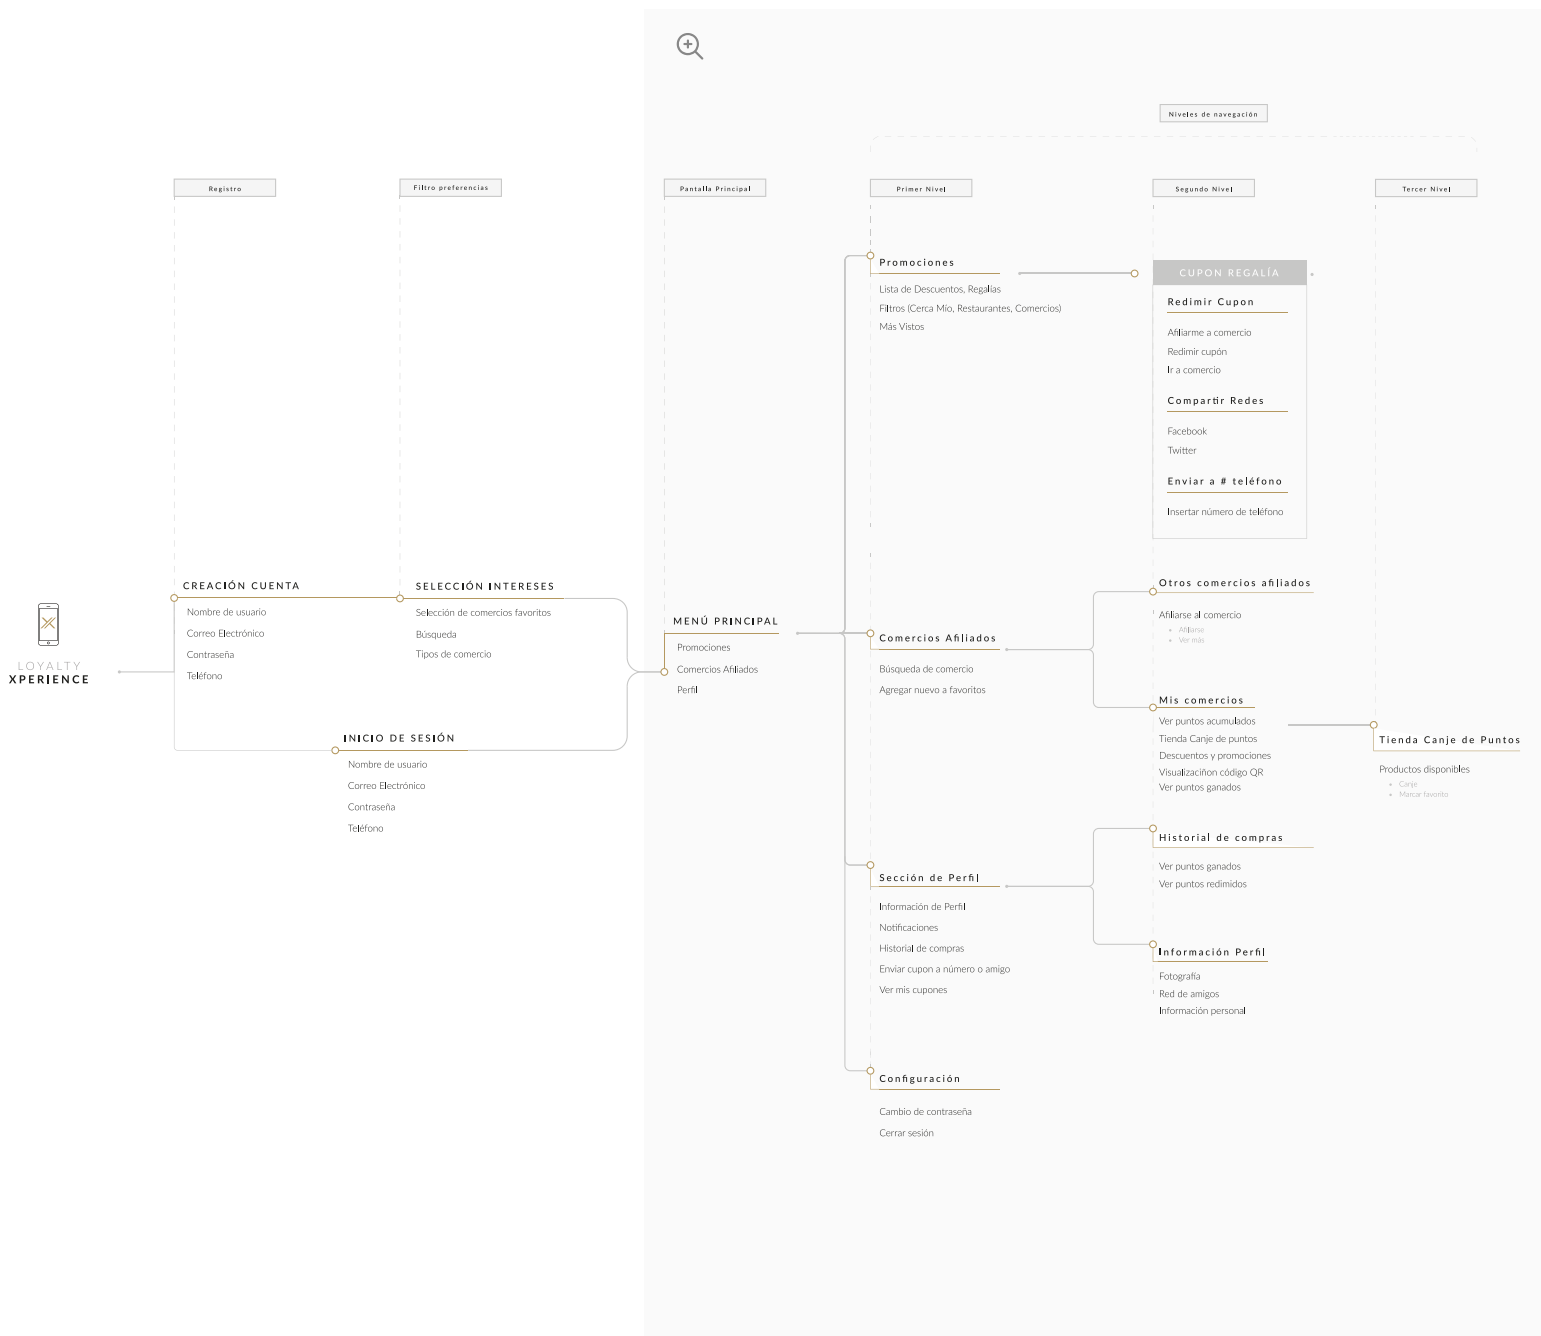 Niveles de navegación
Registro
Filtro preferencias
Pantalla Principal
Primer Nivel
Segundo Nivel
Tercer Nivel
LOYALTY
XPERIENCE
CREACIÓN CUENTA
Nombre de usuario
Correo Electrónico
Contraseña
Teléfono
SELECCIÓN INTERESES
Selección de comercios favoritos
Búsqueda
Tipos de comercio
INICIO DE SESIÓN
Nombre de usuario
Correo Electrónico
Contraseña
Teléfono
MENÚ PRINCIPAL
Promociones
Comercios Afiliados
Perfil
Promociones
Lista de Descuentos, Regalías
Filtros (Cerca Mío, Restaurantes, Comercios)
Más Vistos
CUPON REGALÍA
Redimir Cupon
Afiliarme a comercio
Redimir cupón
Ir a comercio
Compartir Redes
Facebook
Twitter
Enviar a # teléfono
Insertar número de teléfono
Comercios Afiliados
Búsqueda de comercio
Agregar nuevo a favoritos
Otros comercios afiliados
Afiliarse al comercio
• Afiliarse
• Ver más
Mis comercios
Ver puntos acumulados
Tienda Canje de puntos
Descuentos y promociones
Visualizaciñon código QR
Ver puntos ganados
Tienda Canje de Puntos
Productos disponibles
• Canje
• Marcar favorito
Sección de Perfil
Información de Perfil
Notificaciones
Historial de compras
Enviar cupon a número o amigo
Ver mis cupones
Historial de compras
Ver puntos ganados
Ver puntos redimidos
Información Perfil
Fotografía
Red de amigos
Información personal
Configuración
Cambio de contraseña
Cerrar sesión